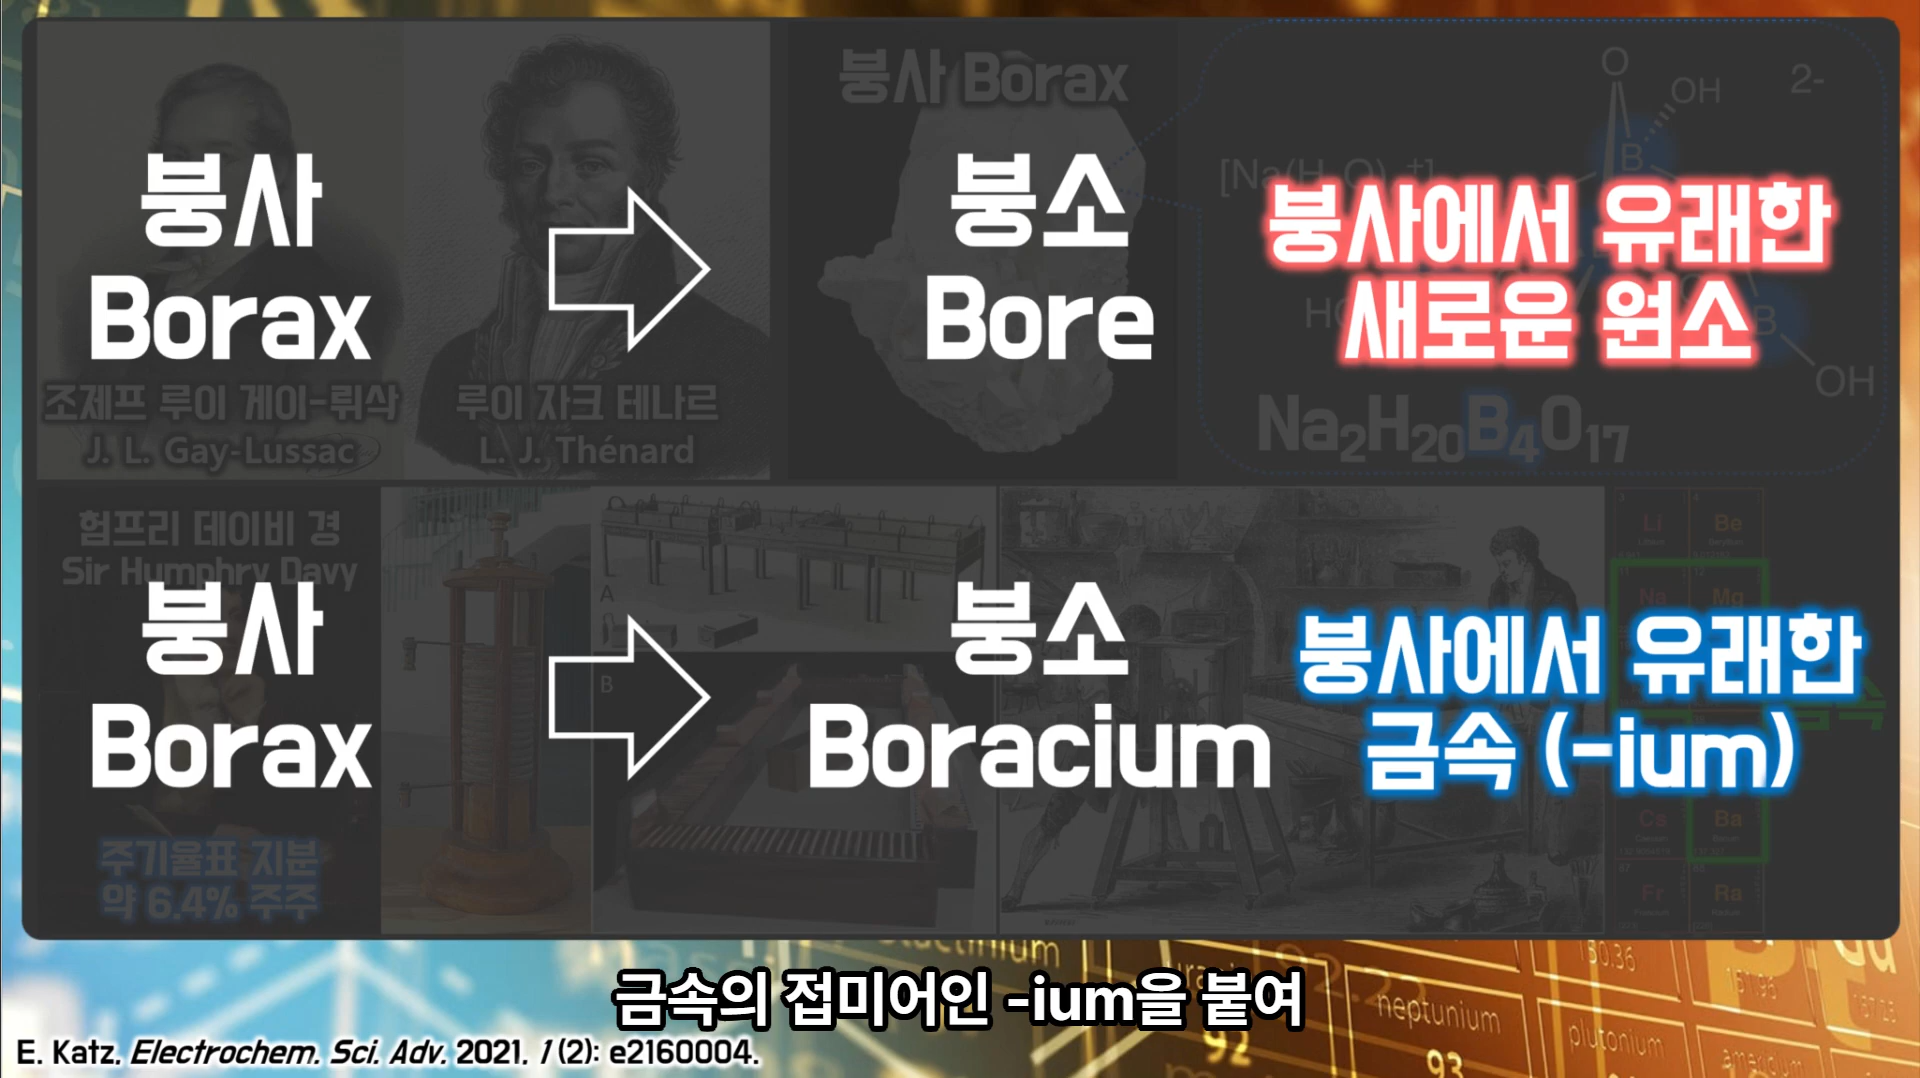 붕사 Borax
O
OH
2-
B
붕사
Borax
붕소
Bore
붕사에서 유래한
새로운 원소
B
OH
조제프 루이 게이-뤼삭
J. L. Gay-Lussac
루이 자크 테나르
L. J. Thénard
Na₂H₂₀B₄O₁₇
험프리 데이비 경
Sir Humphry Davy
A
B
Li
Be
Na
Mg
붕사
Borax
붕소
Boracium
붕사에서 유래한
금속 (-ium)
Cs
Ba
Fr
Ra
주기율표 지분
약 6.4% 주주
금속의 접미어인 -ium을 붙여
neptunium
92
93
plutonium
americium
E. Katz, Electrochem. Sci. Adv. 2021, 1 (2): e2160004.